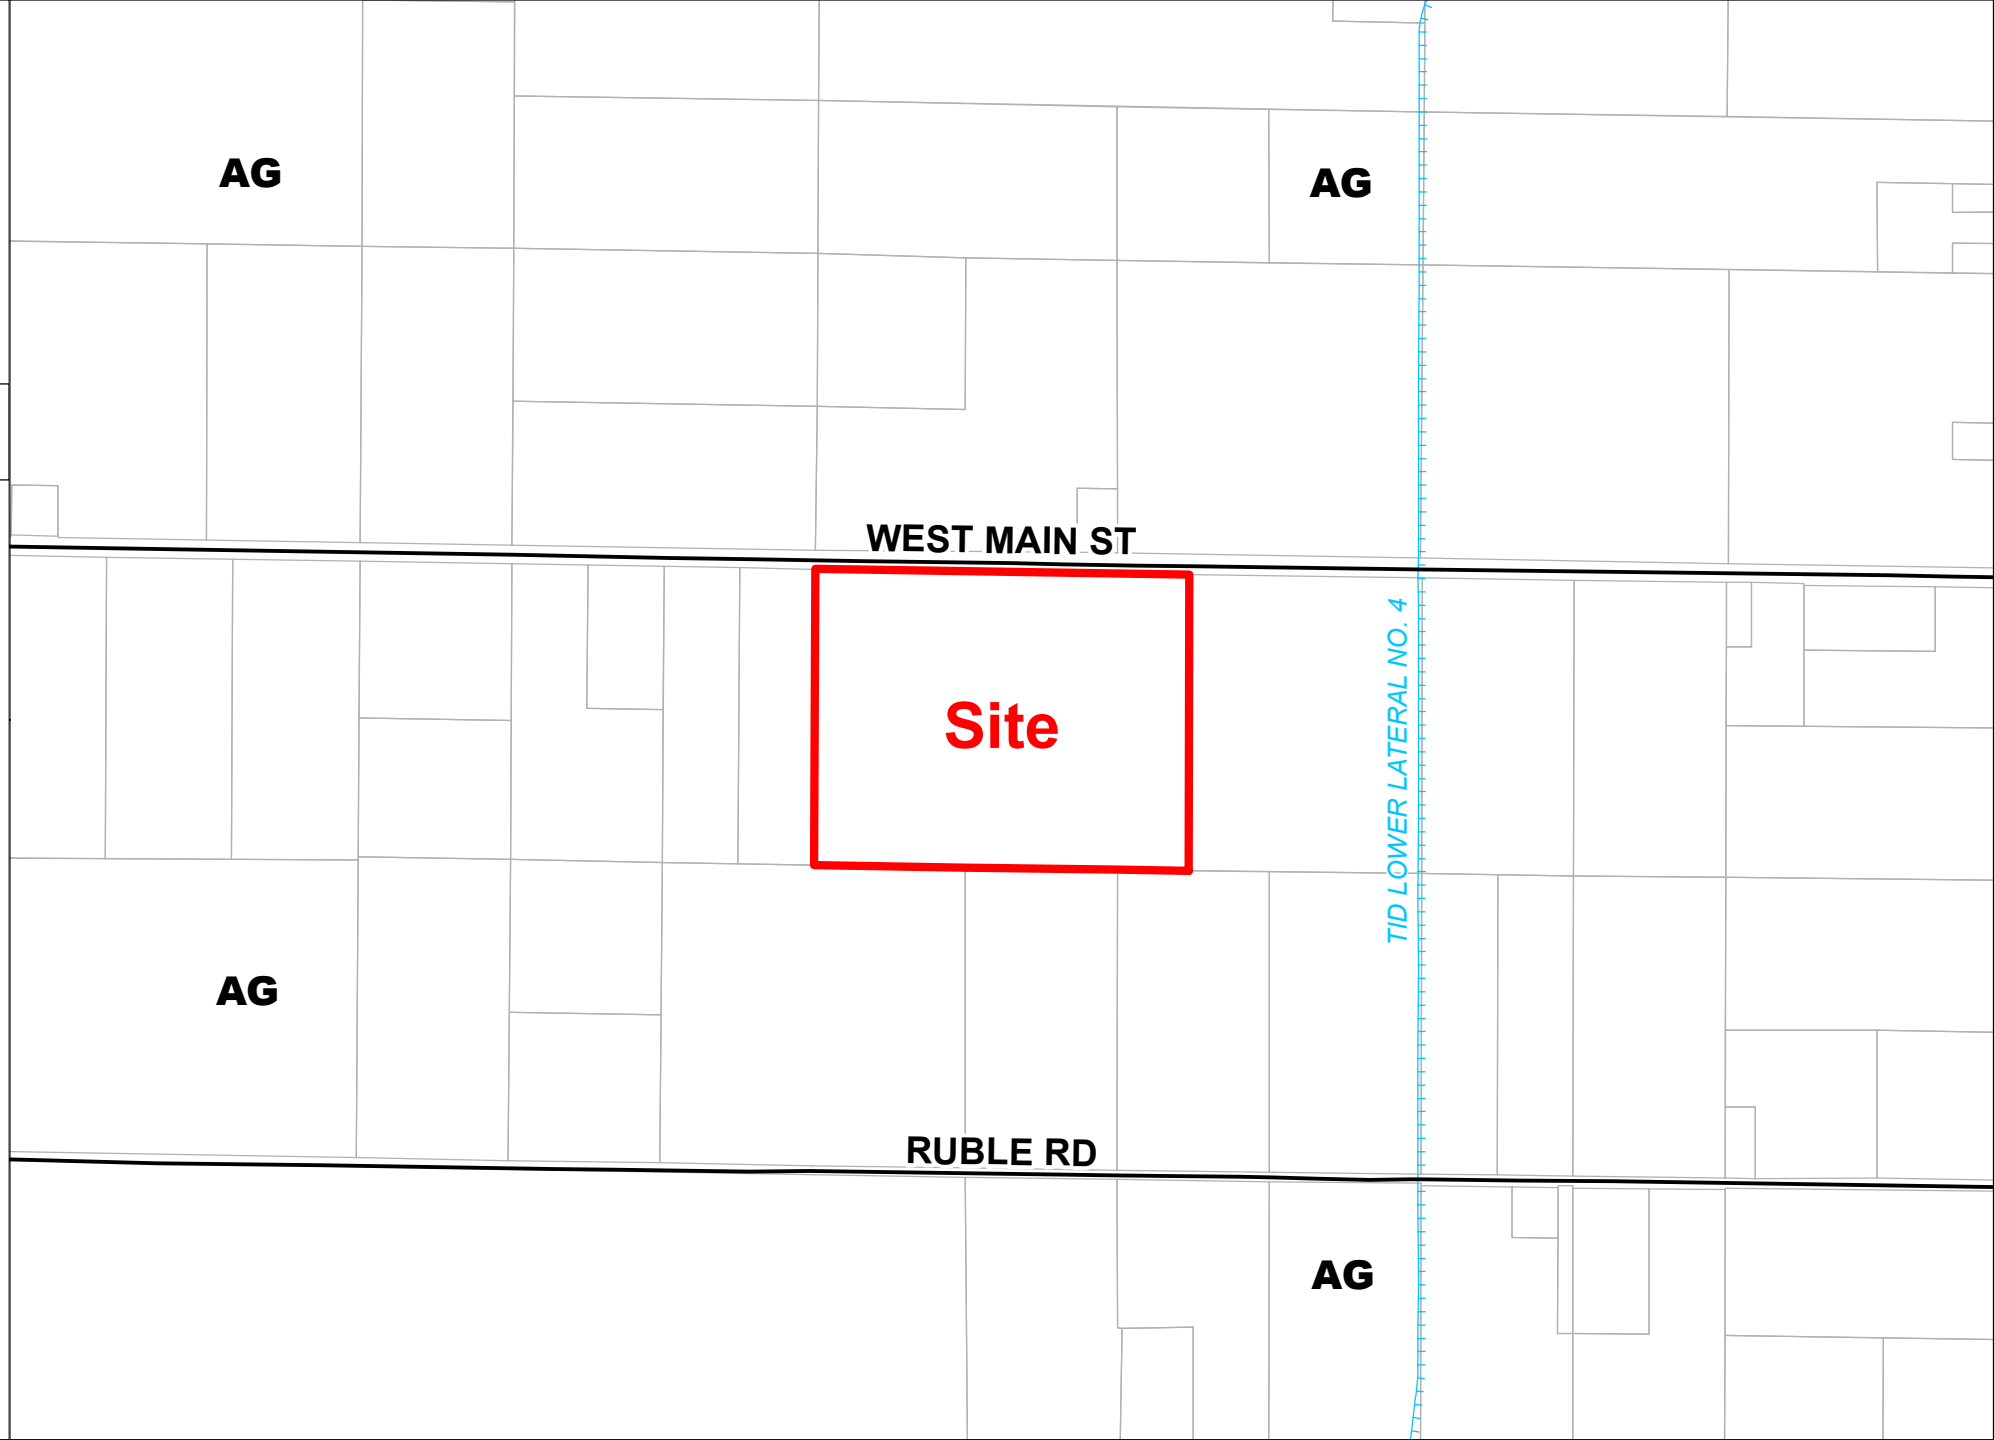 AG
AG
WEST MAIN ST
Site
TID LOWER LATERAL NO. 4
AG
RUBLE RD
AG